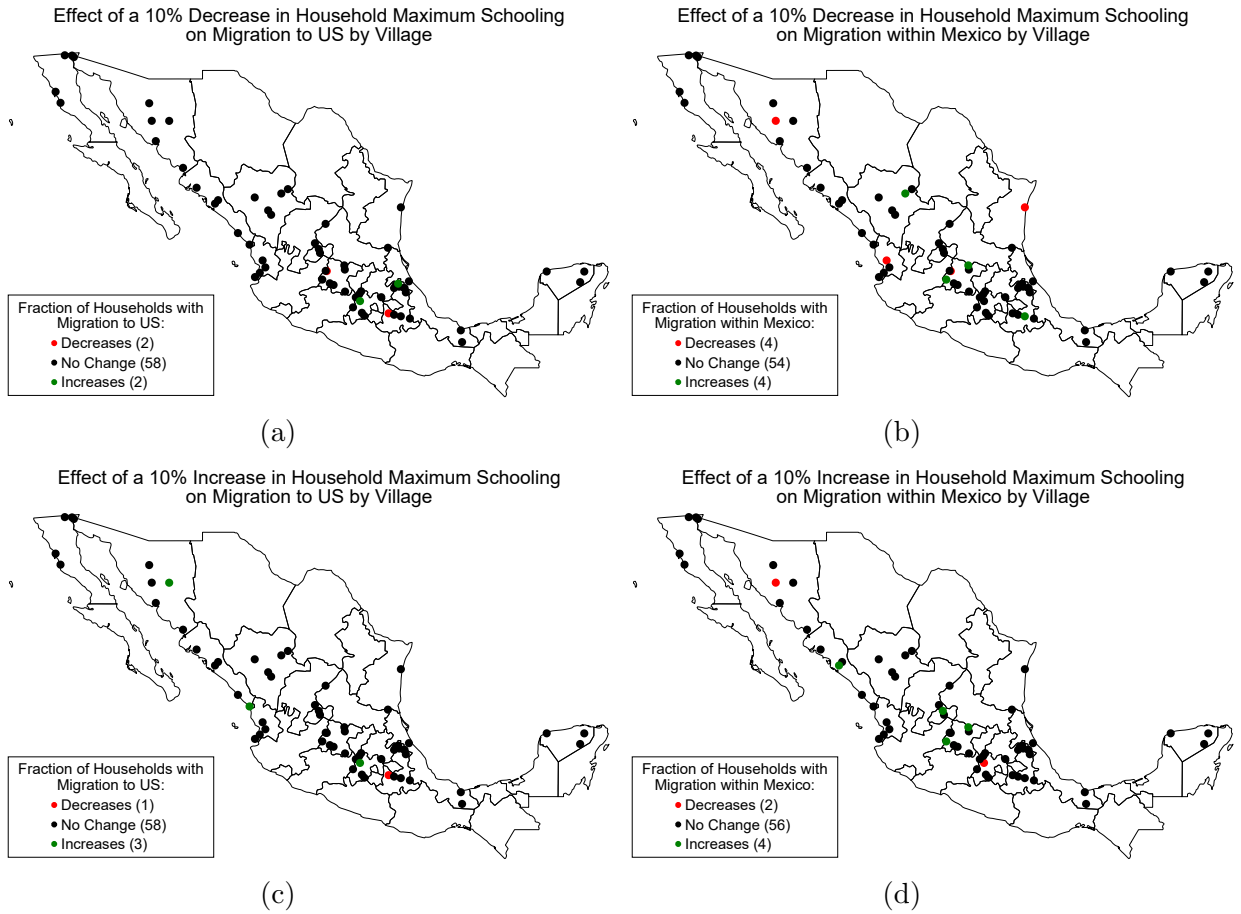 Effect of a 10% Decrease in Household Maximum Schooling
on Migration to US by Village
Fraction of Households with
Migration to US:
Decreases (2)
No Change (58)
Increases (2)
(a)
Effect of a 10% Decrease in Household Maximum Schooling
on Migration within Mexico by Village
Fraction of Households with
Migration within Mexico:
Decreases (4)
No Change (54)
Increases (4)
(b)
Effect of a 10% Increase in Household Maximum Schooling
on Migration to US by Village
Fraction of Households with
Migration to US:
Decreases (1)
No Change (58)
Increases (3)
(c)
Effect of a 10% Increase in Household Maximum Schooling
on Migration within Mexico by Village
Fraction of Households with
Migration within Mexico:
Decreases (2)
No Change (56)
Increases (4)
(d)